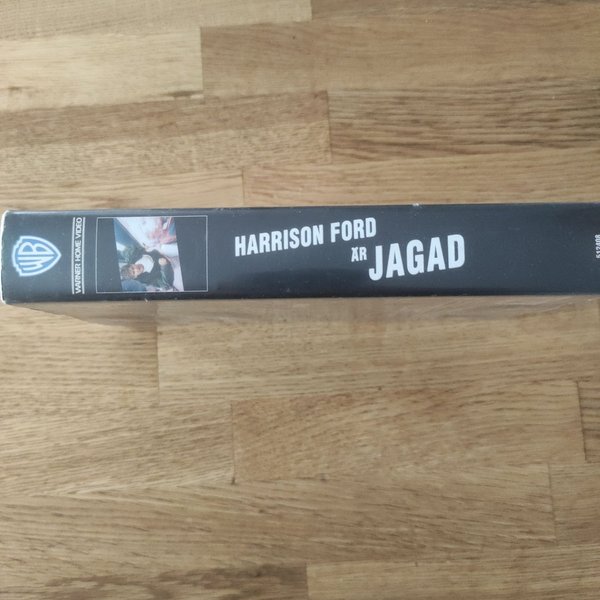 WB
WARNER HOME VIDEO
HARRISON FORD
ÄR JAGAD